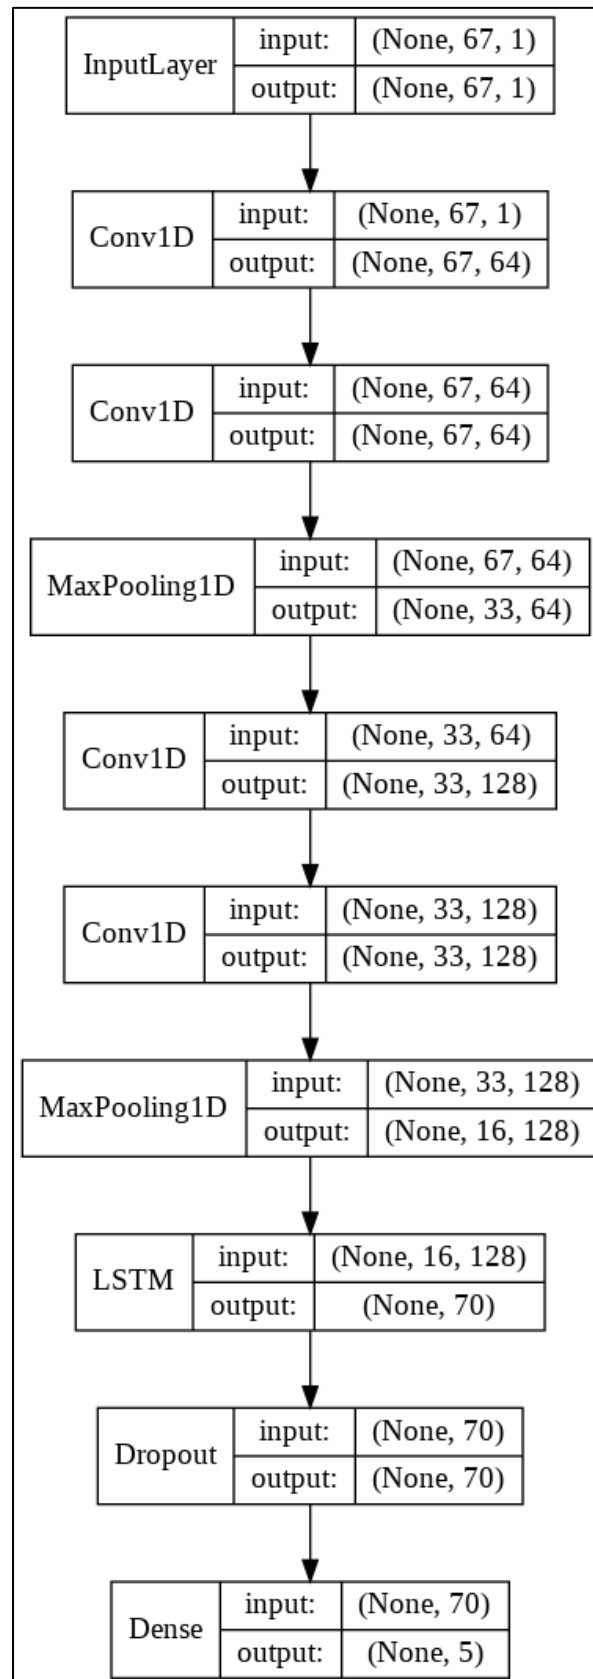 InputLayer input: (None, 67, 1)
output: (None, 67, 1)
Conv1D input: (None, 67, 1)
output: (None, 67, 64)
Conv1D input: (None, 67, 64)
output: (None, 67, 64)
MaxPooling1D input: (None, 67, 64)
output: (None, 33, 64)
Conv1D input: (None, 33, 64)
output: (None, 33, 128)
Conv1D input: (None, 33, 128)
output: (None, 33, 128)
MaxPooling1D input: (None, 33, 128)
output: (None, 16, 128)
LSTM input: (None, 16, 128)
output: (None, 70)
Dropout input: (None, 70)
output: (None, 70)
Dense input: (None, 70)
output: (None, 5)